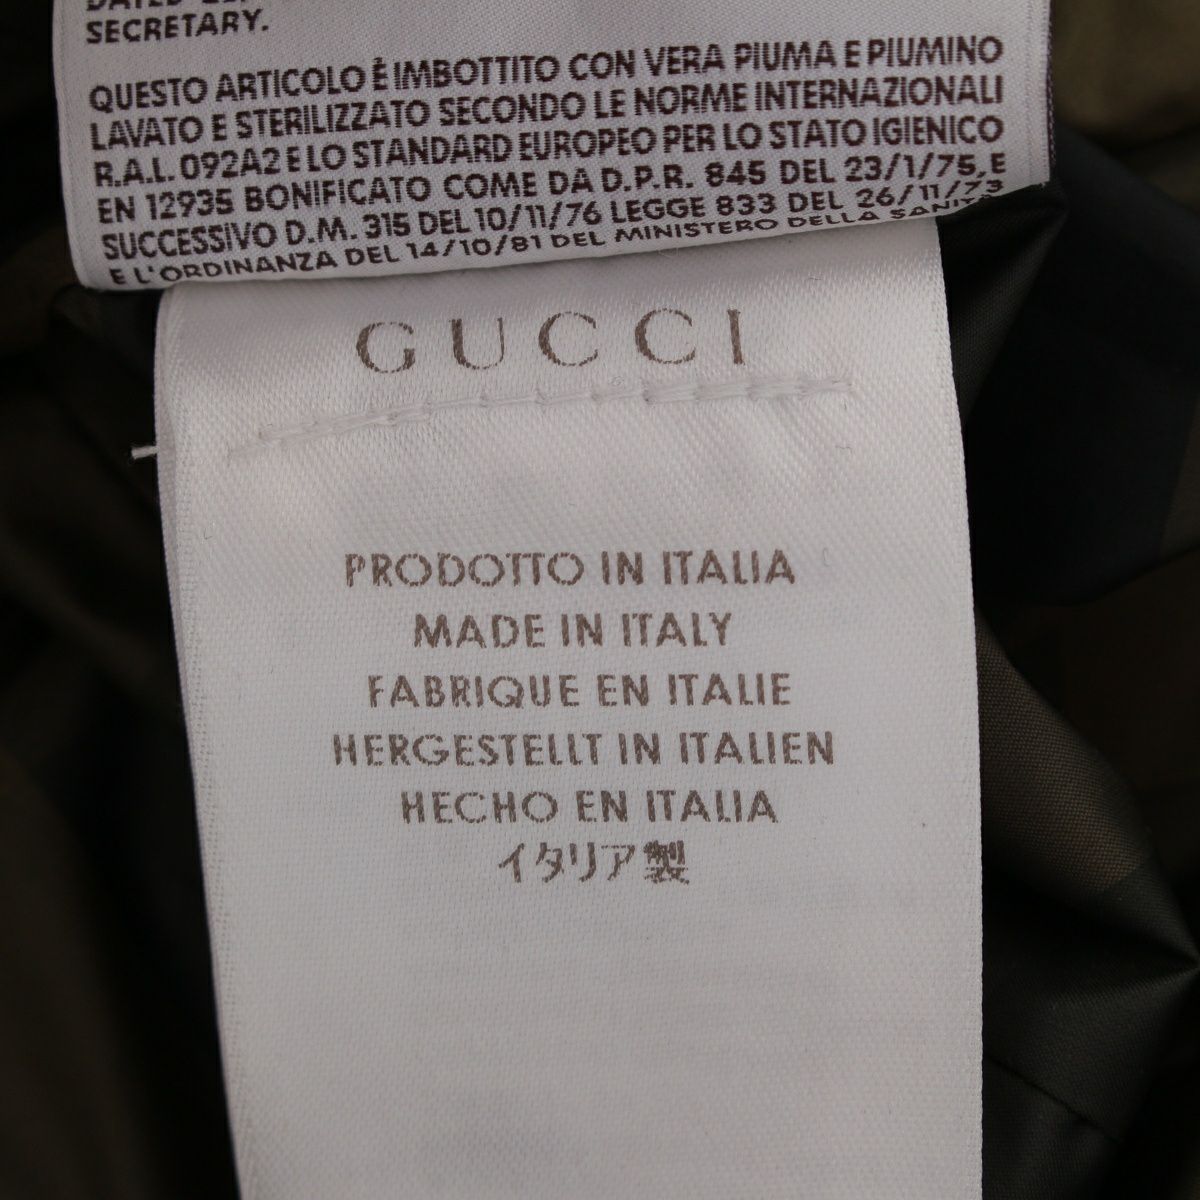 SECRETARY.
QUESTO ARTICOLO È IMBOTTITO CON VERA PIUMA E PIUMINO
LAVATO E STERILIZZATO SECONDO LE NORME INTERNAZIONALI
R.A.L. 092A2 E LO STANDARD EUROPEO PER LO STATO IGIENICO
EN 12935 BONIFICATO COME DA D.P.R. 845 DEL 23/1/75, E
SUCCESSIVO D.M. 315 DEL 10/11/76 LEGGE 833 DEL 26/11/73
E L'ORDINANZA DEL 14/10/81 DEL MINISTERO DELLA SANITÀ
GUCCI
PRODOTTO IN ITALIA
MADE IN ITALY
FABRIQUE EN ITALIE
HERGESTELLT IN ITALIEN
HECHO EN ITALIA
イタリア製